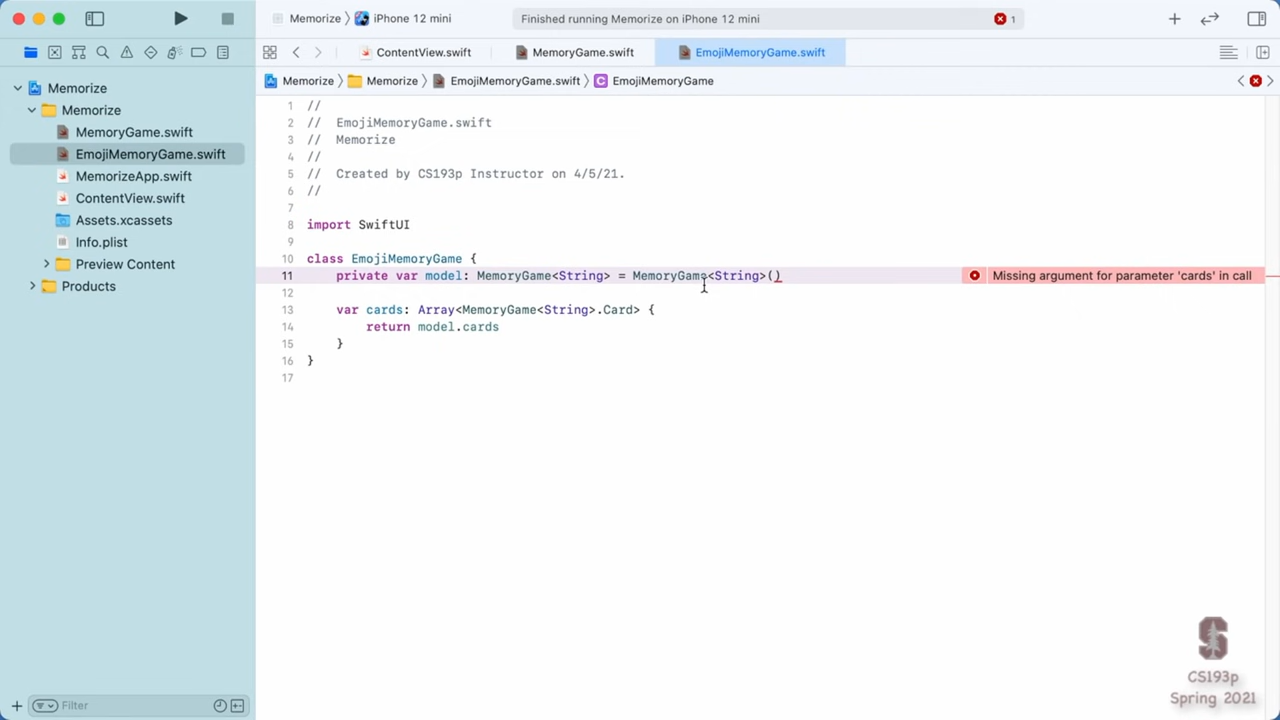 Memorize
iPhone 12 mini
Finished running Memorize on iPhone 12 mini
1
ContentView.swift
MemoryGame.swift
EmojiMemoryGame.swift
Memorize
Memorize
EmojiMemoryGame.swift
C
EmojiMemoryGame
Memorize
Memorize
MemoryGame.swift
EmojiMemoryGame.swift
MemorizeApp.swift
ContentView.swift
Assets.xcassets
Info.plist
Preview Content
Products
Filter
1 //
2 //  EmojiMemoryGame.swift
3 //  Memorize
4 //
5 //  Created by CS193p Instructor on 4/5/21.
6 //
7
8 import SwiftUI
9
10 class EmojiMemoryGame {
11     private var model: MemoryGame<String> = MemoryGame<String>()
Missing argument for parameter 'cards' in call
12
13     var cards: Array<MemoryGame<String>.Card> {
14         return model.cards
15     }
16 }
17
S
CS193p
Spring 2021